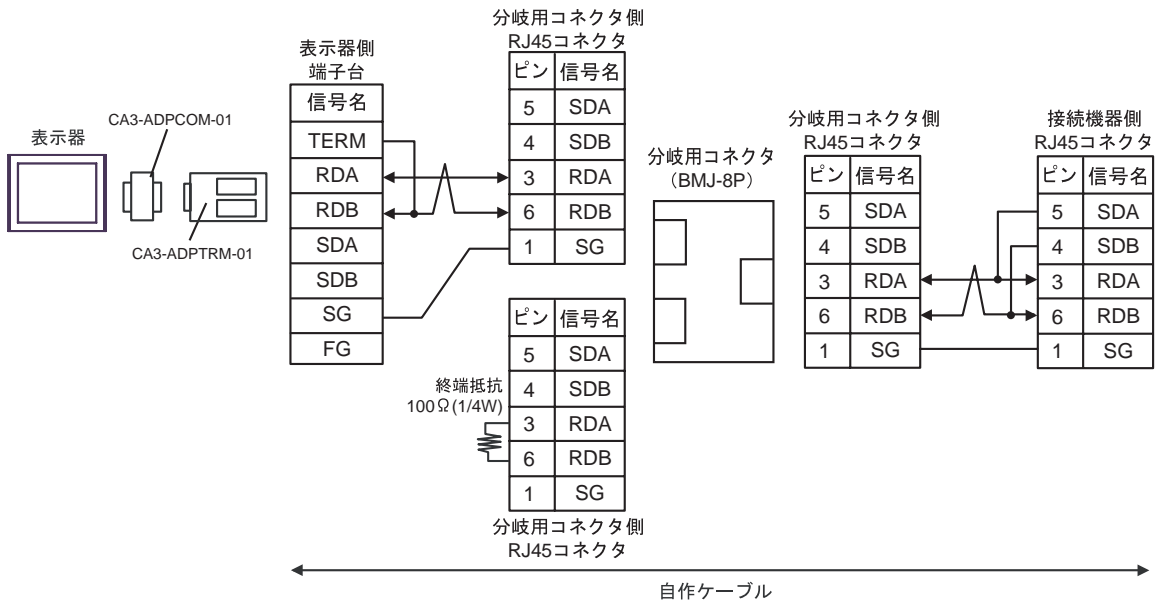 表示器
CA3-ADPCOM-01
CA3-ADPTRM-01
表示器側
端子台
信号名
TERM
RDA
RDB
SDA
SDB
SG
FG
分岐用コネクタ側
RJ45コネクタ
ピン 信号名
5 SDA
4 SDB
3 RDA
6 RDB
1 SG
終端抵抗
100Ω(1/4W)
ピン 信号名
5 SDA
4 SDB
3 RDA
6 RDB
1 SG
分岐用コネクタ側
RJ45コネクタ
分岐用コネクタ
（BMJ-8P）
分岐用コネクタ側
RJ45コネクタ
ピン 信号名
5 SDA
4 SDB
3 RDA
6 RDB
1 SG
接続機器側
RJ45コネクタ
ピン 信号名
5 SDA
4 SDB
3 RDA
6 RDB
1 SG
自作ケーブル